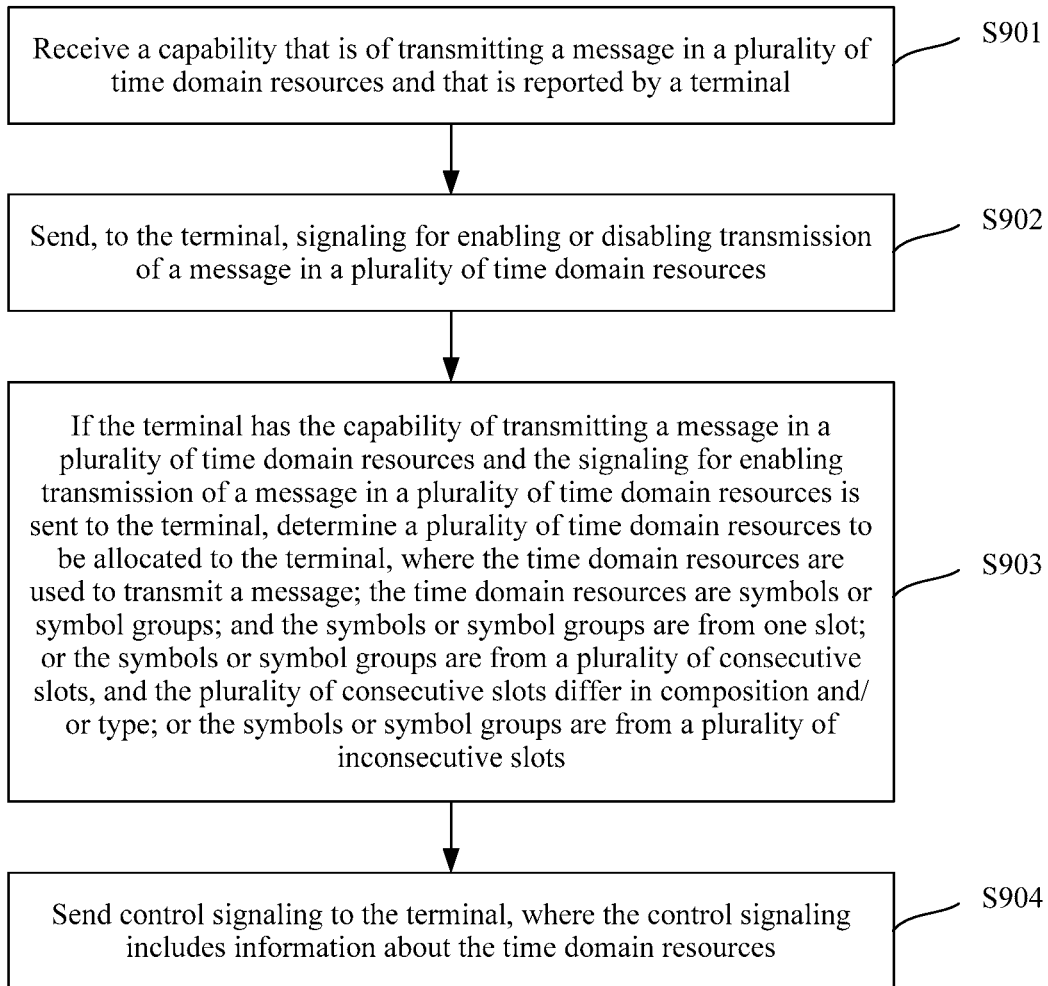 Receive a capability that is of transmitting a message in a plurality of
time domain resources and that is reported by a terminal
S901
Send, to the terminal, signaling for enabling or disabling transmission
of a message in a plurality of time domain resources
S902
If the terminal has the capability of transmitting a message in a
plurality of time domain resources and the signaling for enabling
transmission of a message in a plurality of time domain resources is
sent to the terminal, determine a plurality of time domain resources to
be allocated to the terminal, where the time domain resources are
used to transmit a message; the time domain resources are symbols or
symbol groups; and the symbols or symbol groups are from one slot;
or the symbols or symbol groups are from a plurality of consecutive
slots, and the plurality of consecutive slots differ in composition and/
or type; or the symbols or symbol groups are from a plurality of
inconsecutive slots
S903
Send control signaling to the terminal, where the control signaling
includes information about the time domain resources
S904